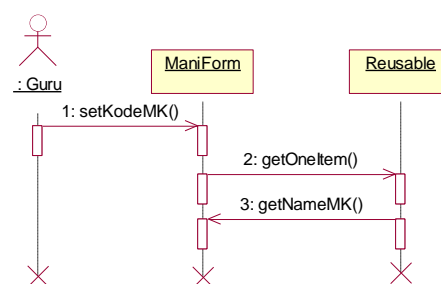 ManiForm
Reusable
: Guru
1: setKodeMK()
2: getOneItem()
3: getNameMK()